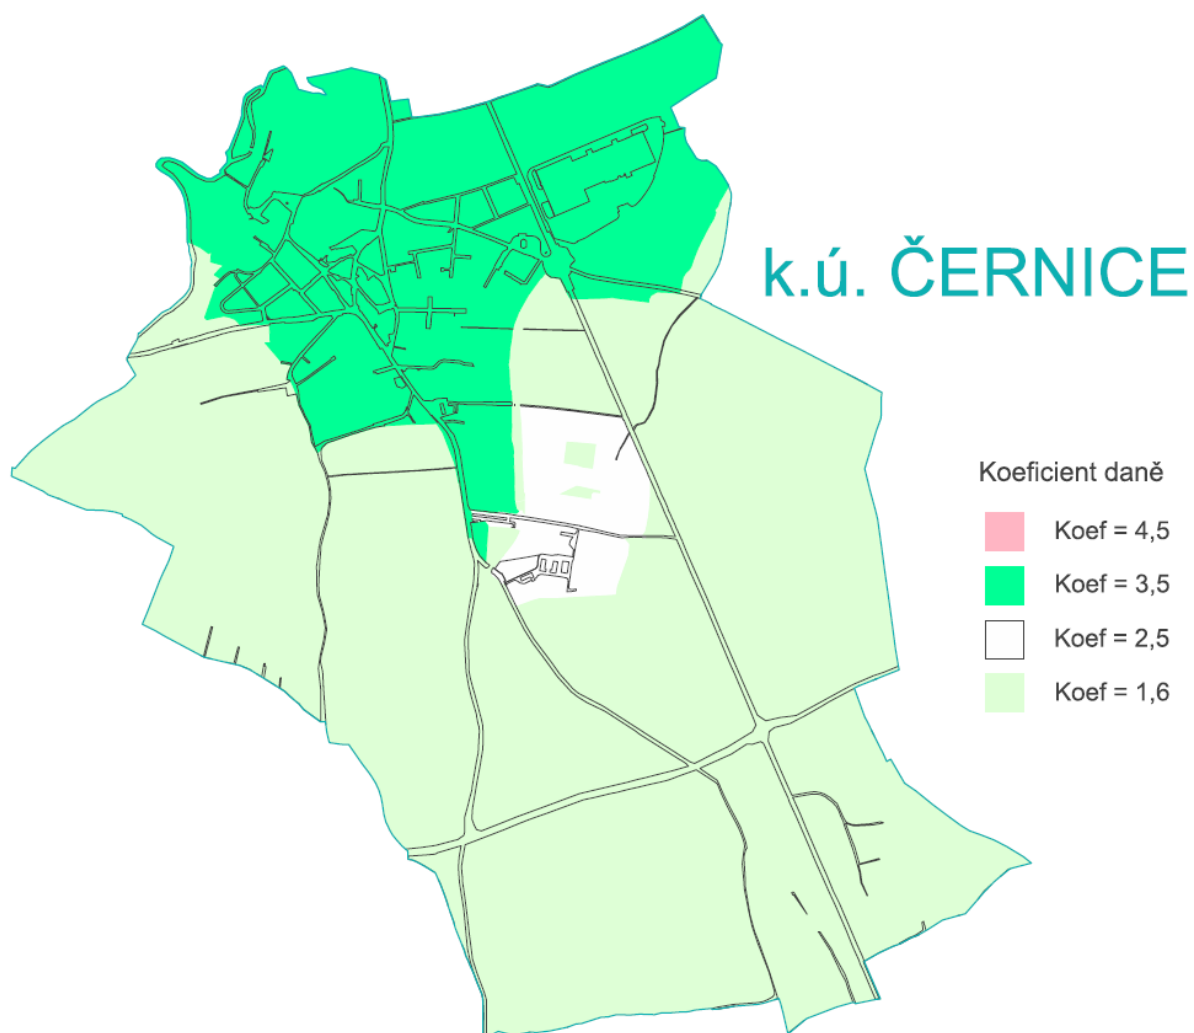 k.ú. ČERNICE
Koeficient daně
Koef = 4,5
Koef = 3,5
Koef = 2,5
Koef = 1,6